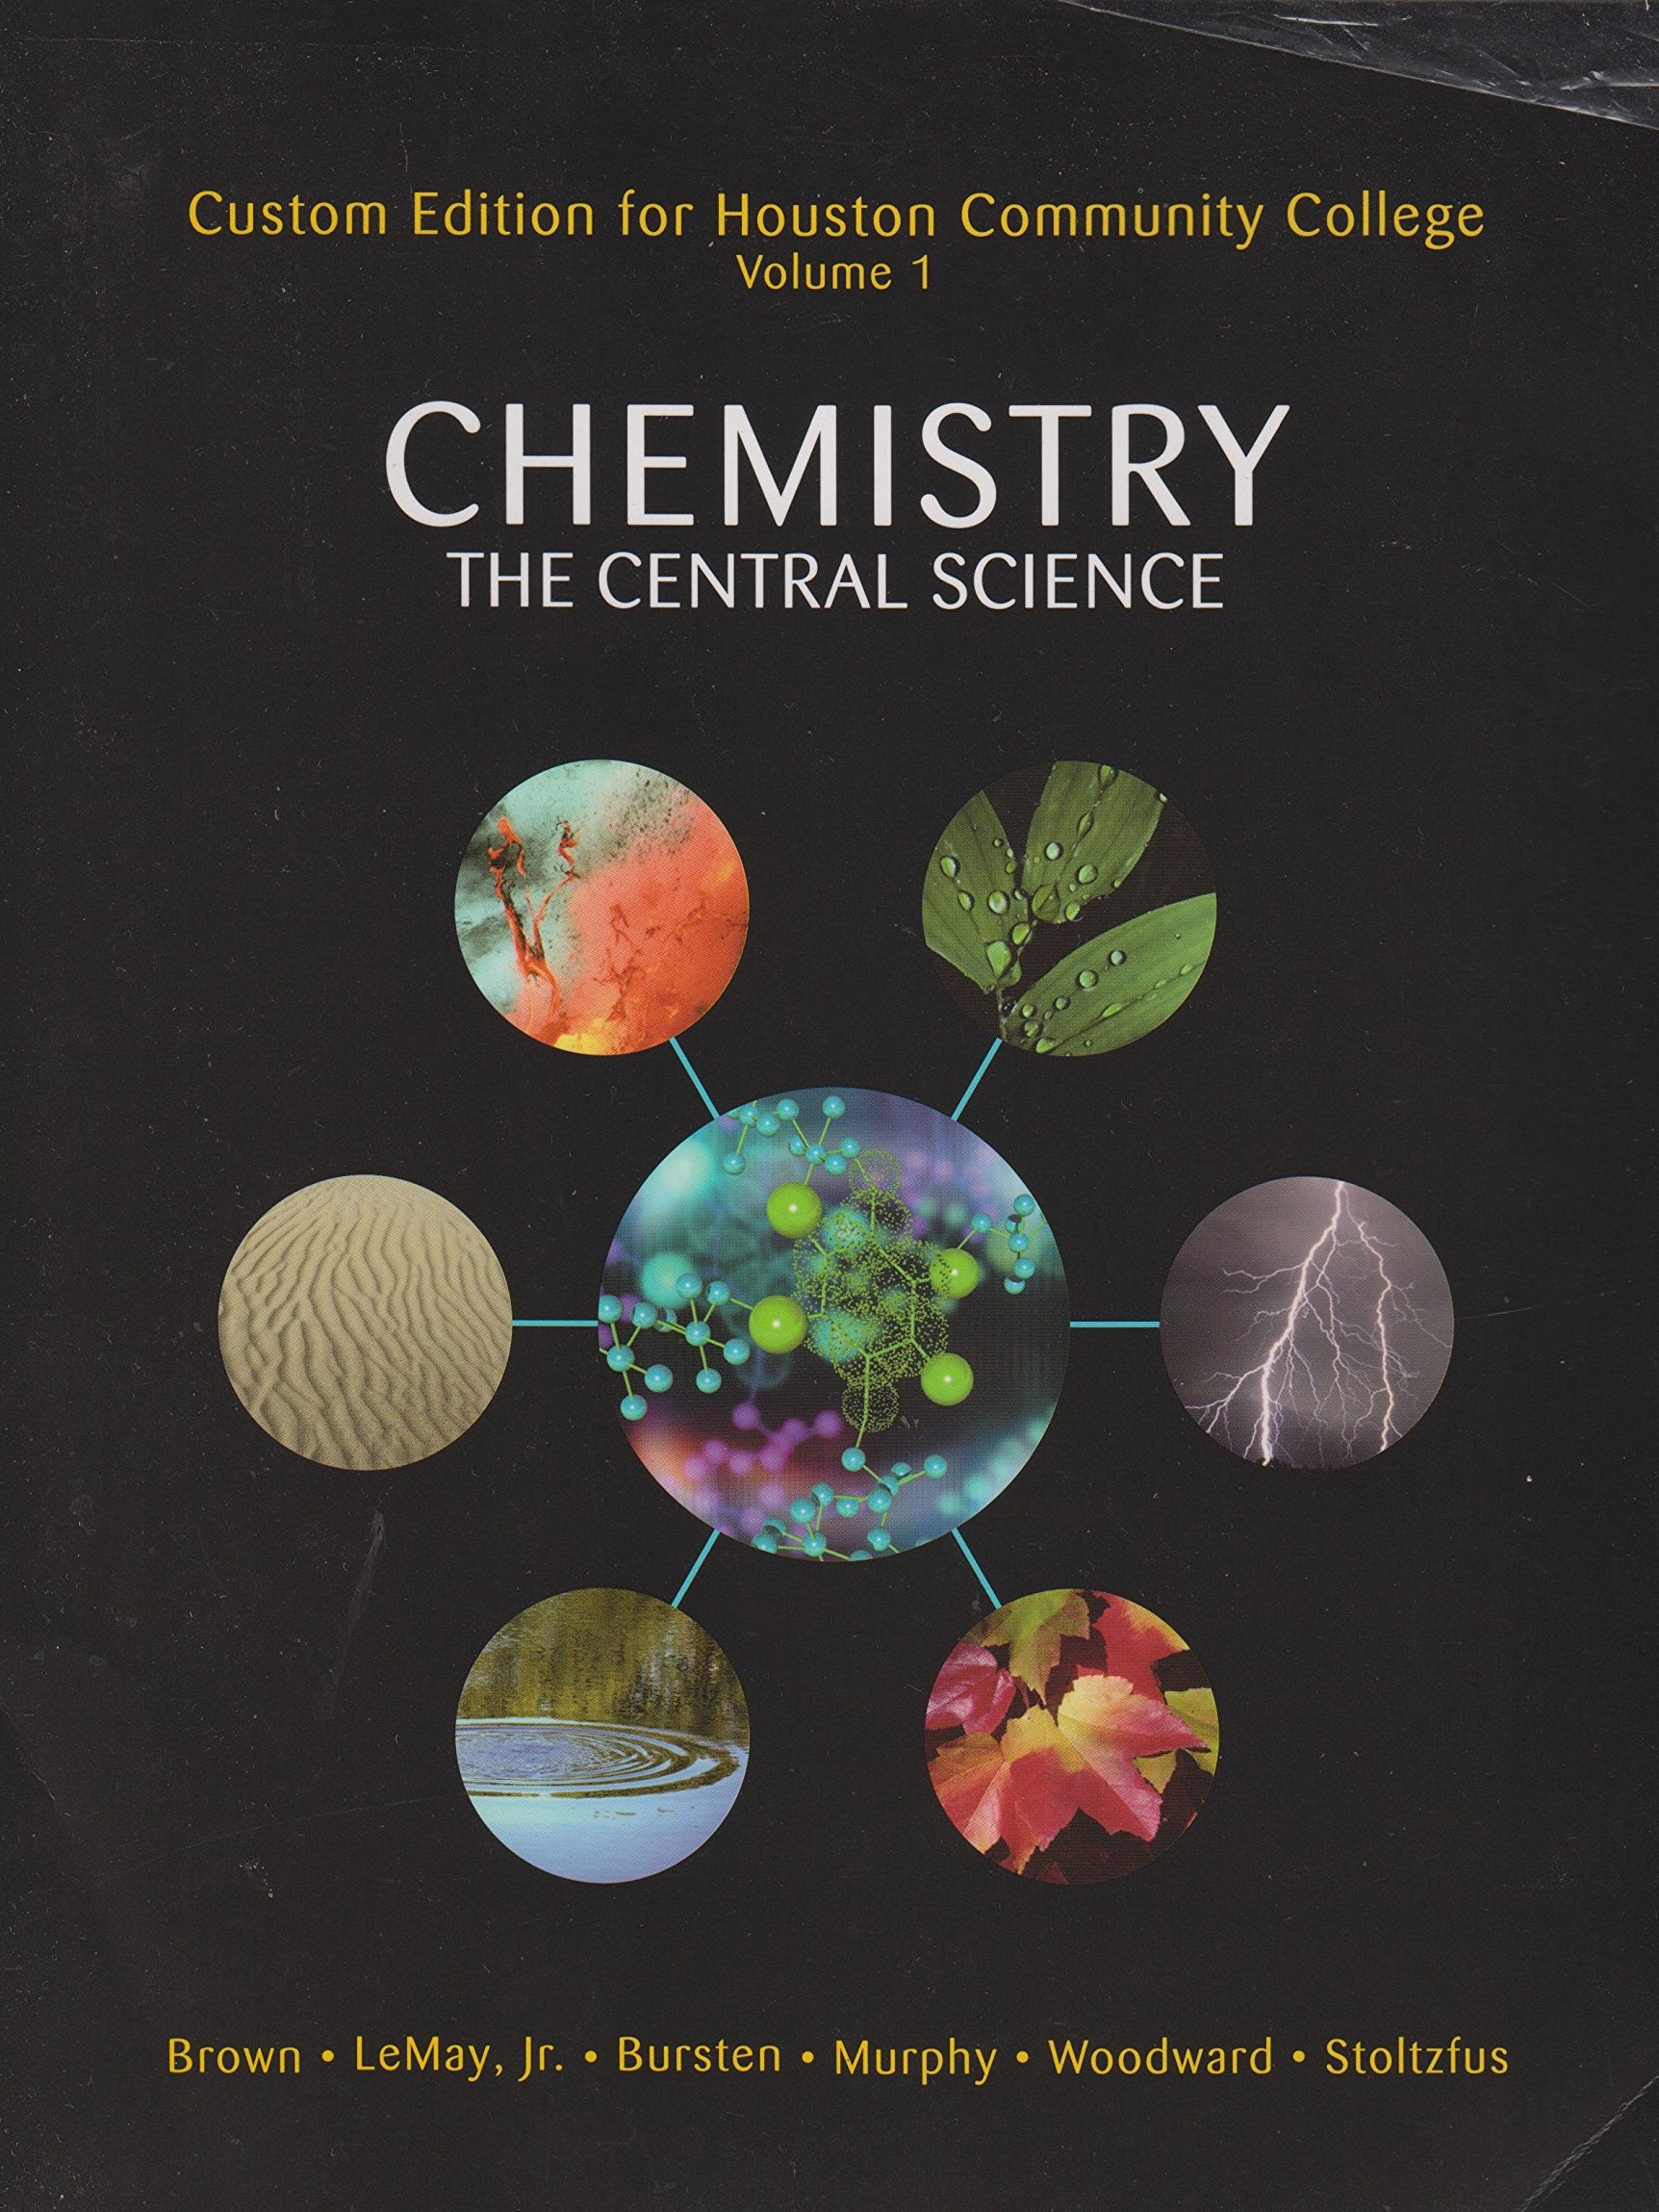 Custom Edition for Houston Community College
Volume 1
CHEMISTRY
THE CENTRAL SCIENCE
Brown • LeMay, Jr. • Bursten • Murphy • Woodward • Stoltzfus